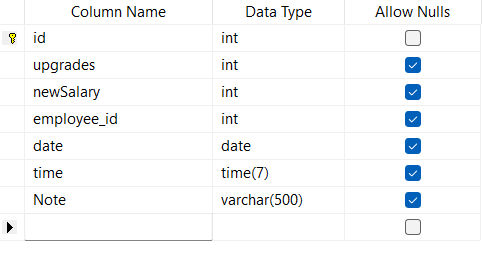 Column Name Data Type Allow Nulls
id int
upgrades int
newSalary int
employee_id int
date date
time time(7)
Note varchar(500)